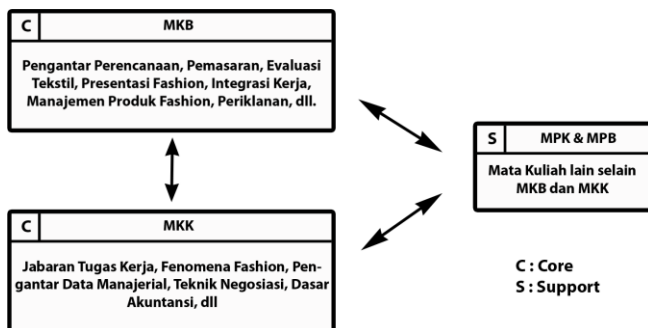 C MKB
Pengantar Perencanaan, Pemasaran, Evaluasi
Tekstil, Presentasi Fashion, Integrasi Kerja,
Manajemen Produk Fashion, Periklanan, dll.
S MPK & MPB
Mata Kuliah lain selain
MKB dan MKK
C MKK
Jabaran Tugas Kerja, Fenomena Fashion, Pen-
gantar Data Manajerial, Teknik Negosiasi, Dasar
Akuntansi, dll
C : Core
S : Support